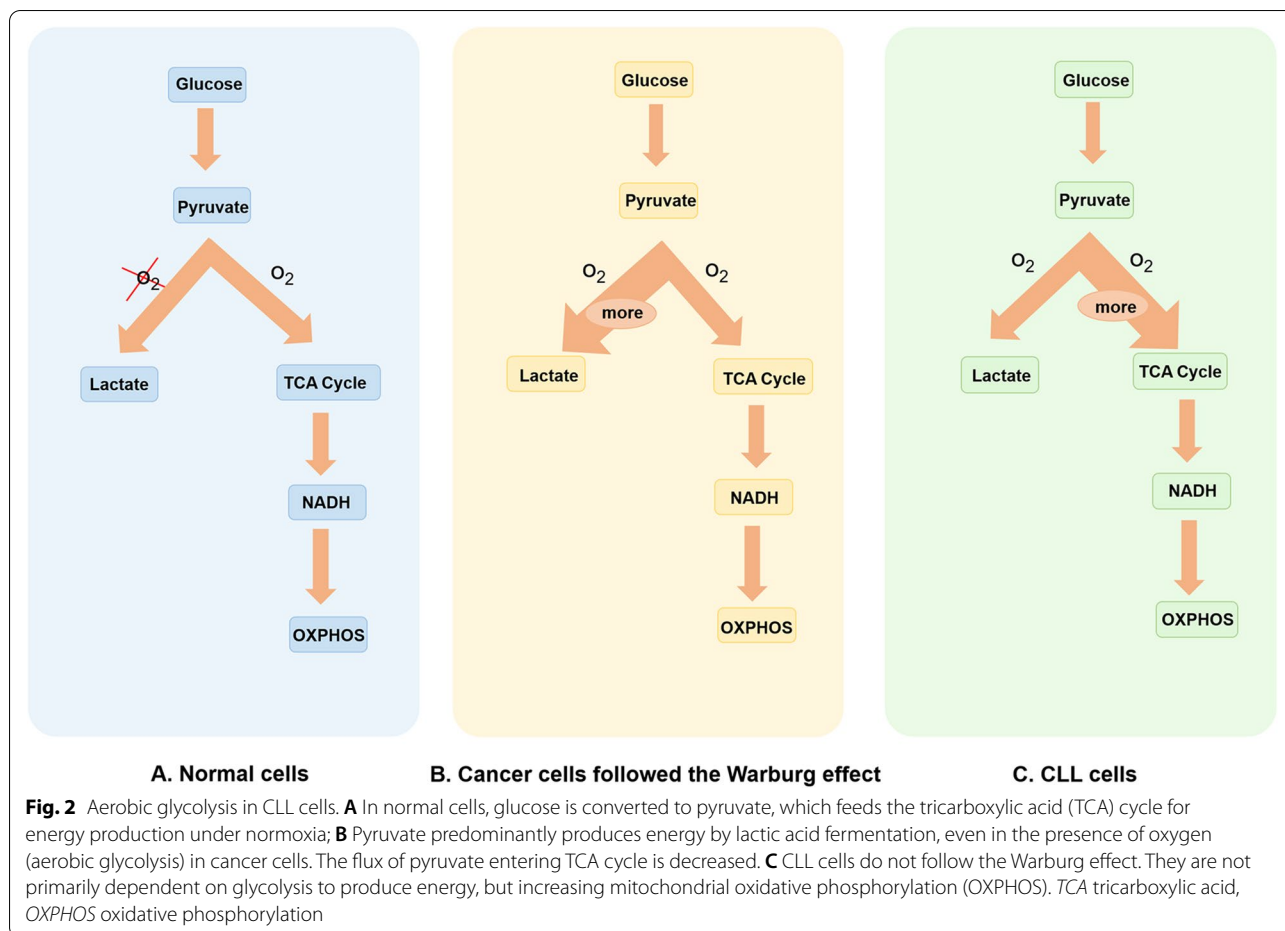 Glucose
Pyruvate
O2
O2
Lactate
TCA Cycle
NADH
OXPHOS
A. Normal cells
Glucose
Pyruvate
O2
O2
more
Lactate
TCA Cycle
NADH
OXPHOS
B. Cancer cells followed the Warburg effect
Glucose
Pyruvate
O2
O2
more
Lactate
TCA Cycle
NADH
OXPHOS
C. CLL cells
Fig. 2 Aerobic glycolysis in CLL cells. A In normal cells, glucose is converted to pyruvate, which feeds the tricarboxylic acid (TCA) cycle for
energy production under normoxia; B Pyruvate predominantly produces energy by lactic acid fermentation, even in the presence of oxygen
(aerobic glycolysis) in cancer cells. The flux of pyruvate entering TCA cycle is decreased. C CLL cells do not follow the Warburg effect. They are not
primarily dependent on glycolysis to produce energy, but increasing mitochondrial oxidative phosphorylation (OXPHOS). TCA tricarboxylic acid,
OXPHOS oxidative phosphorylation